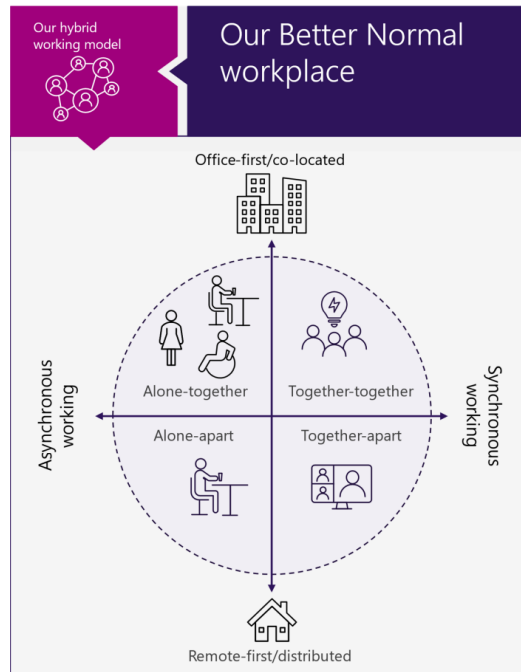 Our hybrid
working model
Our Better Normal
workplace
Office-first/co-located
Alone-together
Together-together
Asynchronous
working
Synchronous
working
Alone-apart
Together-apart
Remote-first/distributed